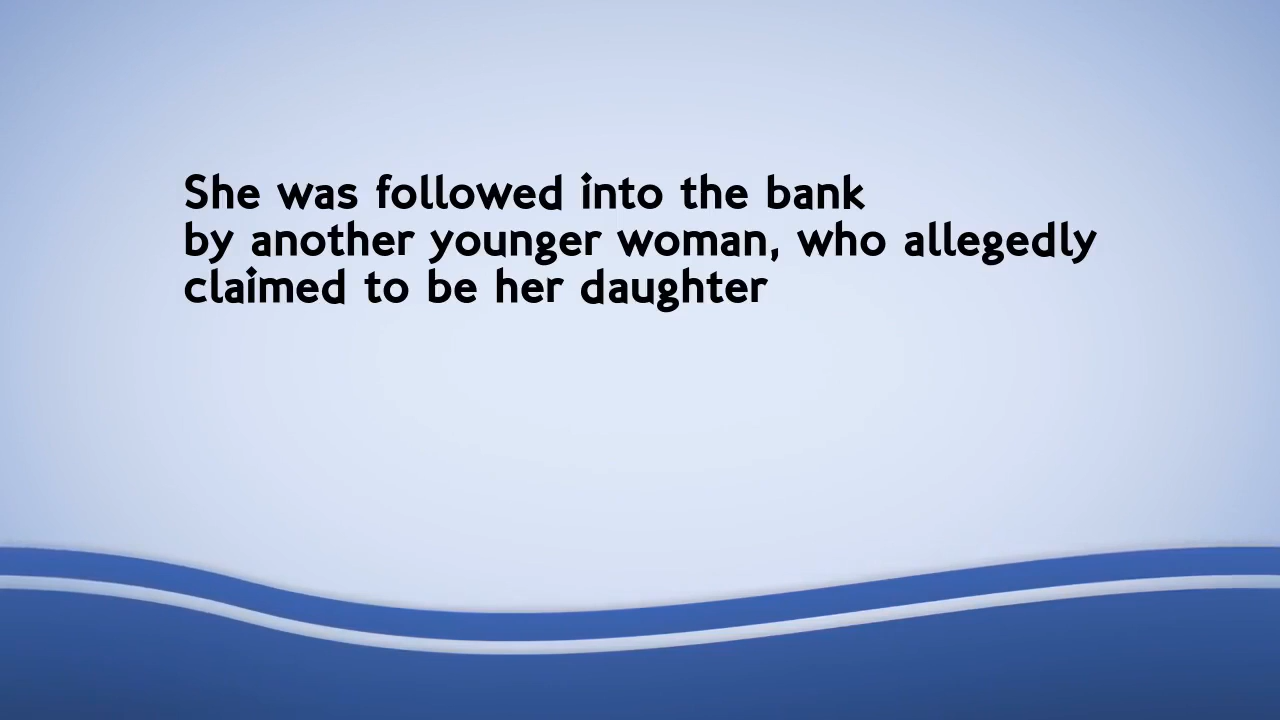 She was followed into the bank
by another younger woman, who allegedly
claimed to be her daughter